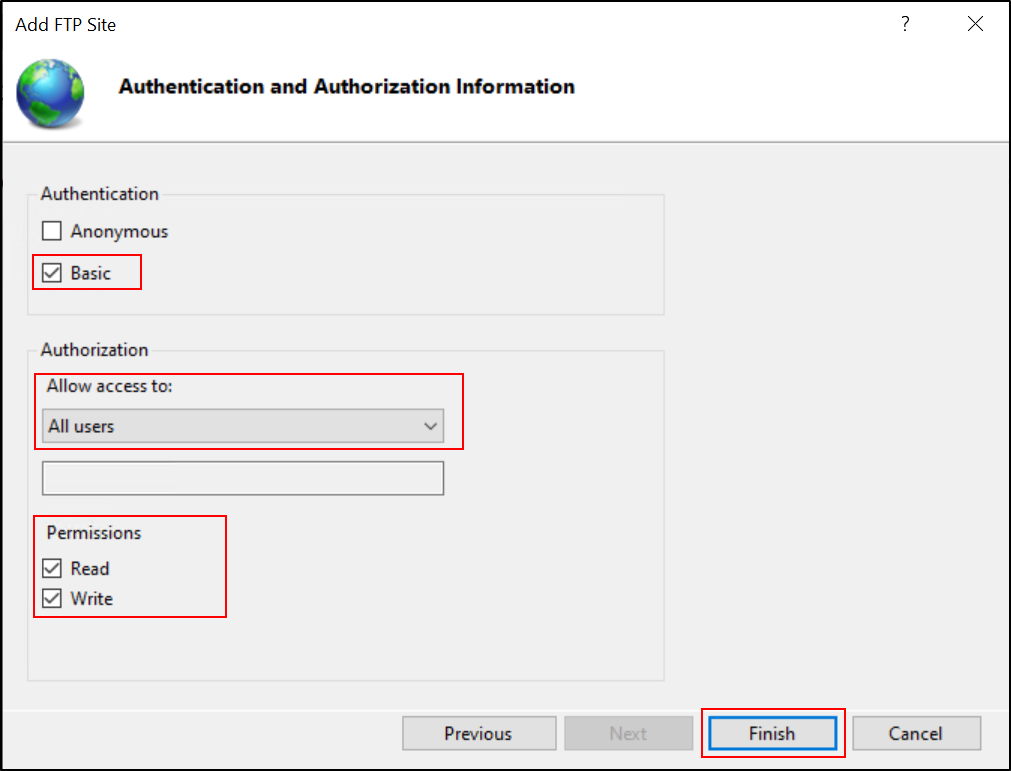 Add FTP Site
?
Authentication and Authorization Information
Authentication
Anonymous
Basic
Authorization
Allow access to:
All users
Permissions
Read
Write
Previous Next Finish Cancel